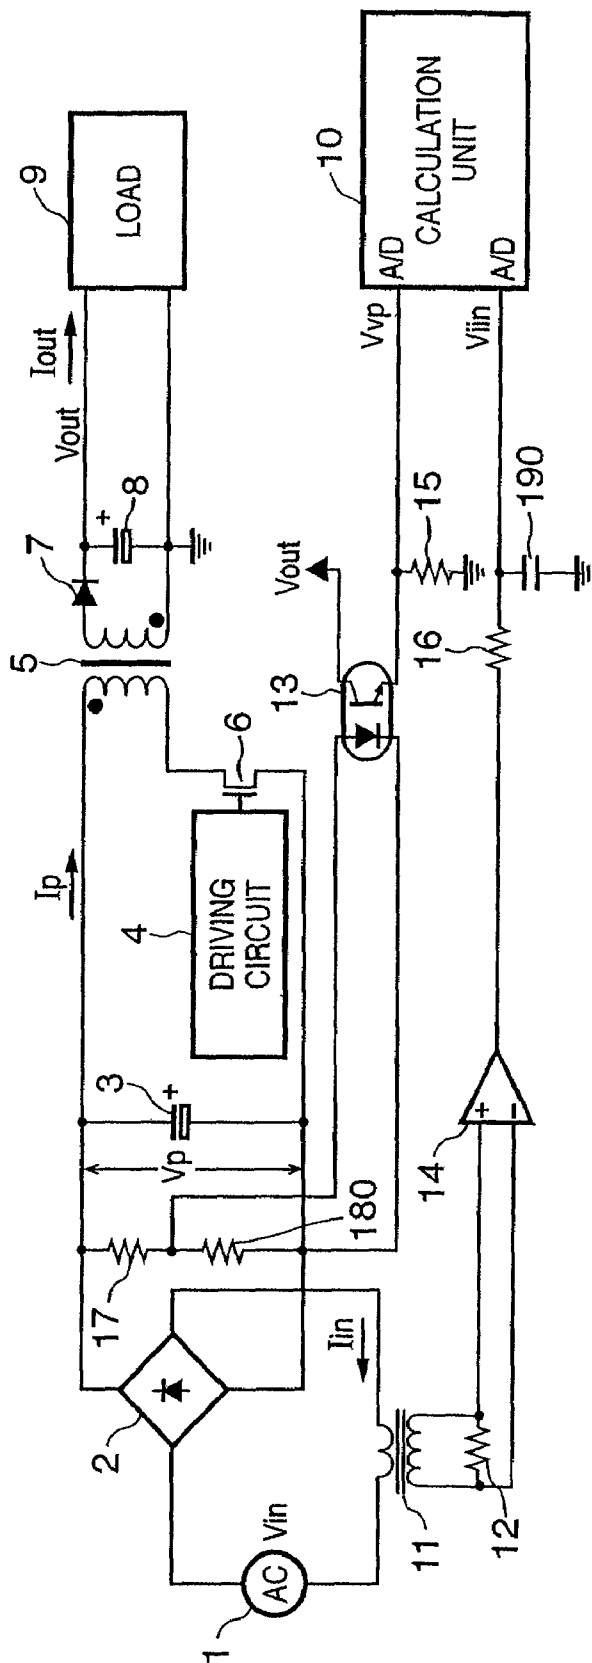 9
LOAD
Iout
Vout
7
+
8
5
Ip
6
4
DRIVING
CIRCUIT
3
+
Vp
17
180
2
1
AC
Vin
Iin
10
CALCULATION
UNIT
A/D
A/D
Vvp
Viin
Vout
13
15
190
16
14
+
−
11
12